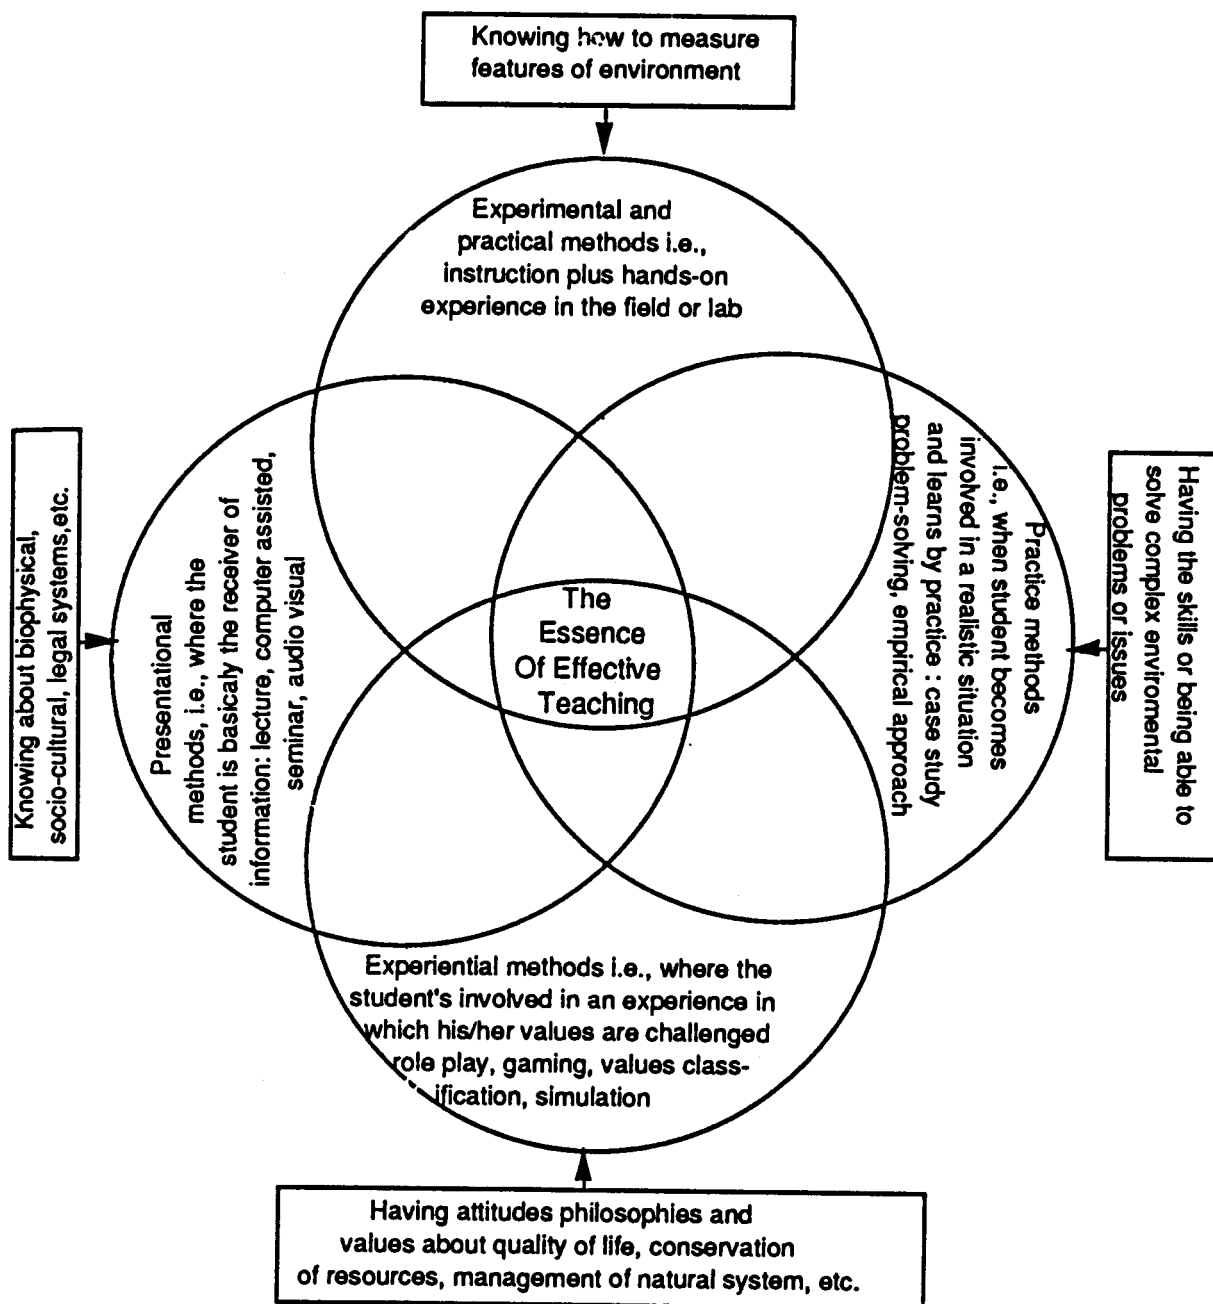 Knowing how to measure
features of environment
Experimental and
practical methods i.e.,
instruction plus hands-on
experience in the field or lab
Knowing about biophysical,
socio-cultural, legal systems,etc.
Presentational
methods, i.e., where the
student is basicaly the receiver of
information: lecture, computer assisted,
seminar, audio visual
The
Essence
Of Effective
Teaching
Practice methods
i.e., when student becomes
involved in a realistic situation
and learns by practice : case study
problem-solving, empirical approach
Having the skills or being able to
solve complex enviromental
problems or issues
Experiential methods i.e., where the
student's involved in an experience in
which his/her values are challenged
role play, gaming, values class-
ification, simulation
Having attitudes philosophies and
values about quality of life, conservation
of resources, management of natural system, etc.